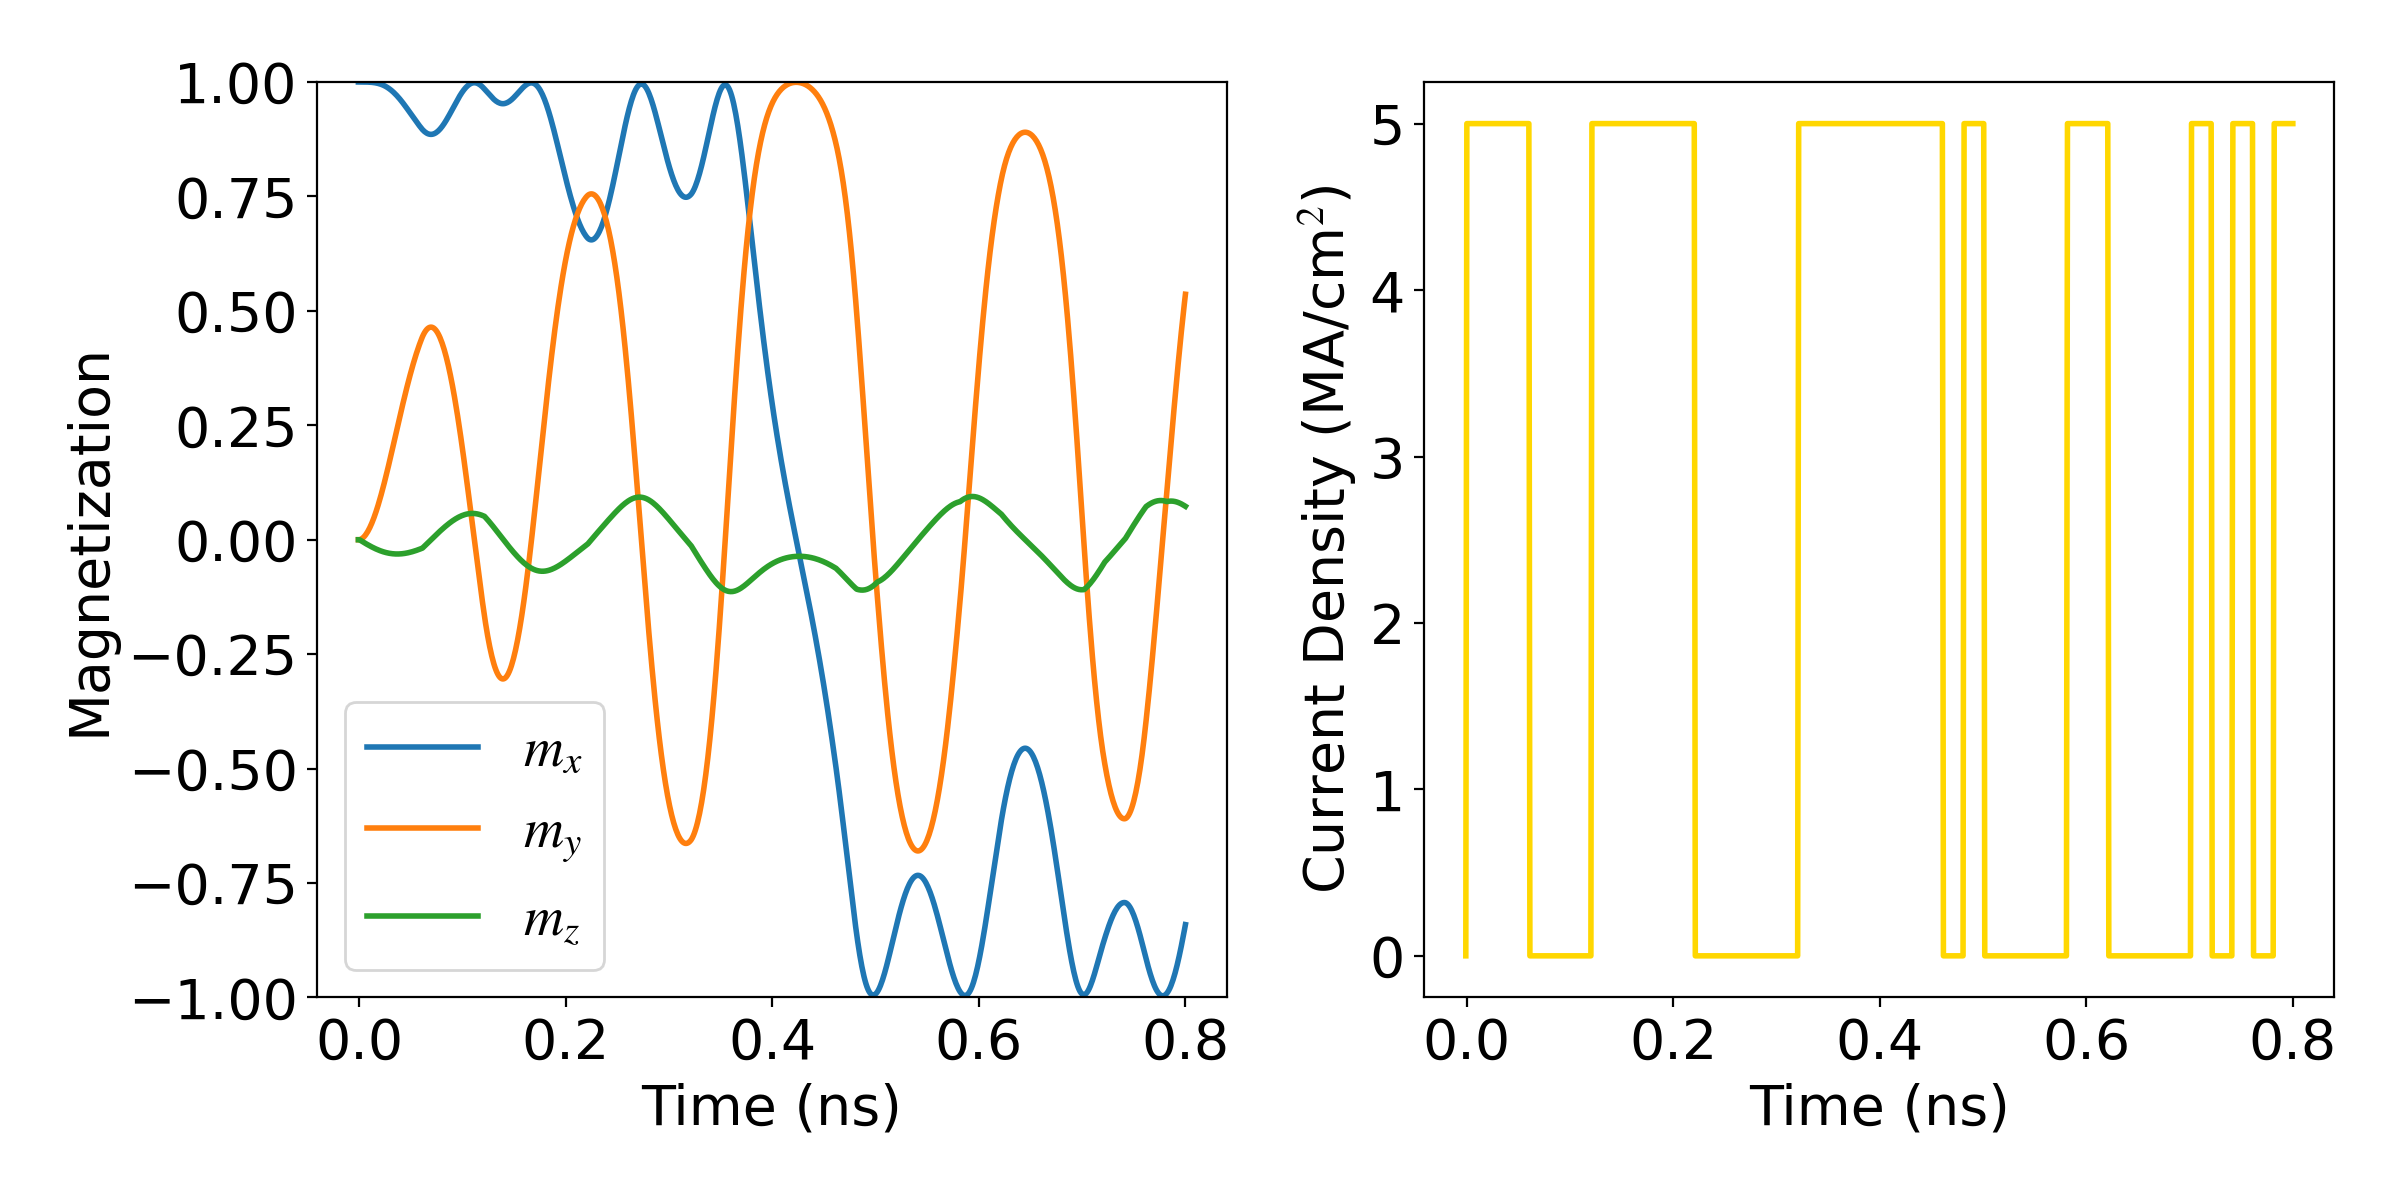 1.00
0.75
0.50
0.25
0.00
−0.25
−0.50
−0.75
−1.00
Magnetization
m_x
m_y
m_z
0.0 0.2 0.4 0.6 0.8
Time (ns)
5
4
3
2
1
0
Current Density (MA/cm²)
0.0 0.2 0.4 0.6 0.8
Time (ns)